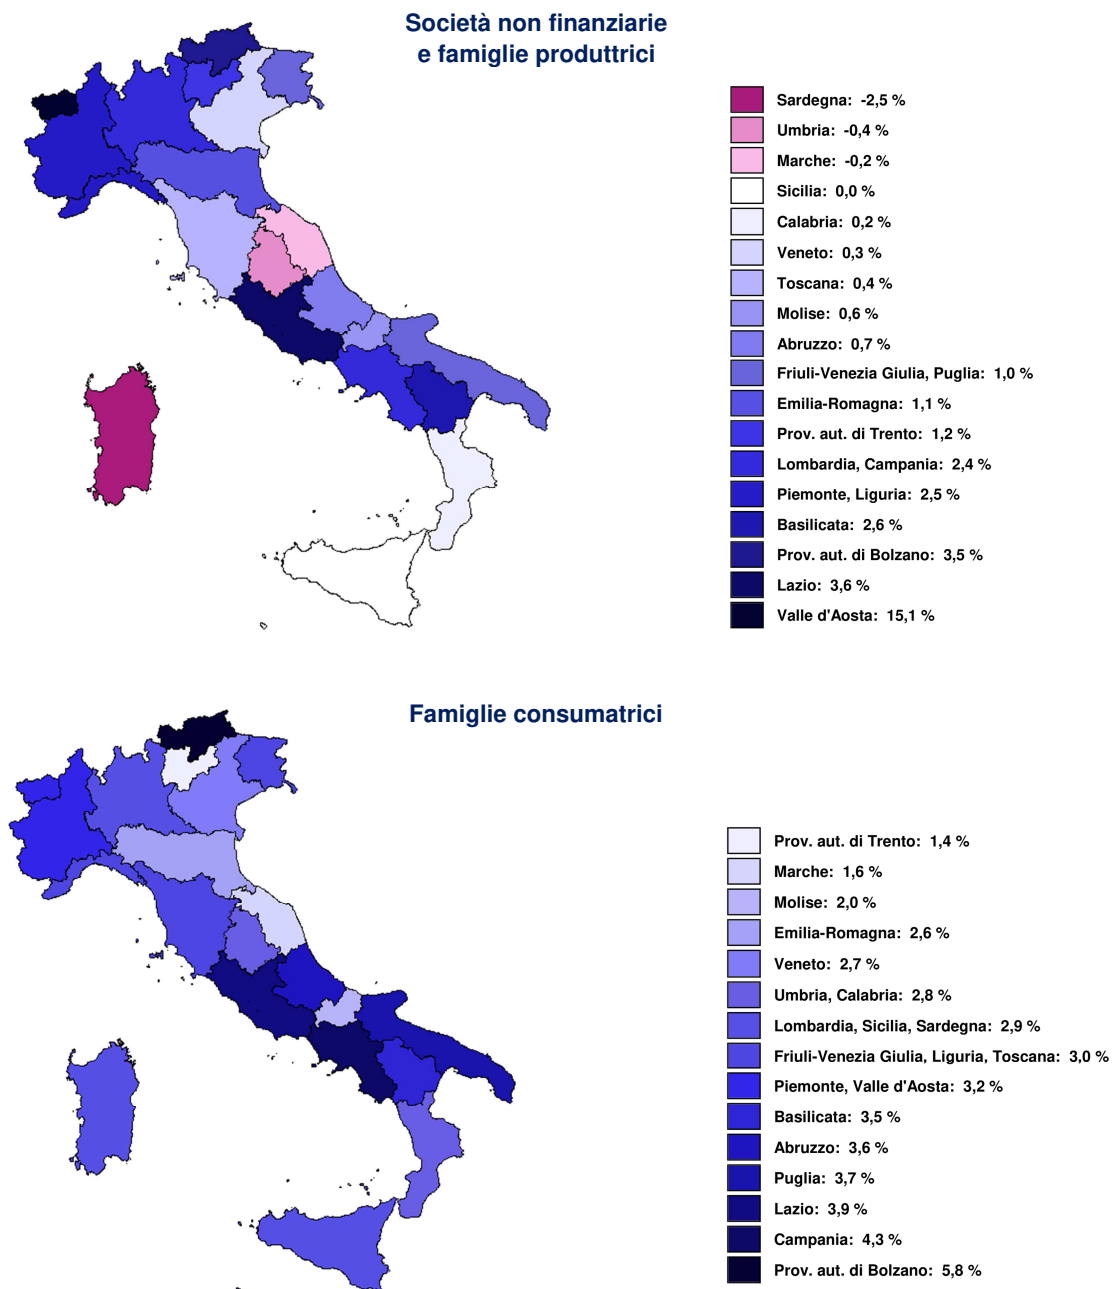 Società non finanziarie
e famiglie produttrici
Sardegna: -2,5 %
Umbria: -0,4 %
Marche: -0,2 %
Sicilia: 0,0 %
Calabria: 0,2 %
Veneto: 0,3 %
Toscana: 0,4 %
Molise: 0,6 %
Abruzzo: 0,7 %
Friuli-Venezia Giulia, Puglia: 1,0 %
Emilia-Romagna: 1,1 %
Prov. aut. di Trento: 1,2 %
Lombardia, Campania: 2,4 %
Piemonte, Liguria: 2,5 %
Basilicata: 2,6 %
Prov. aut. di Bolzano: 3,5 %
Lazio: 3,6 %
Valle d'Aosta: 15,1 %
Famiglie consumatrici
Prov. aut. di Trento: 1,4 %
Marche: 1,6 %
Molise: 2,0 %
Emilia-Romagna: 2,6 %
Veneto: 2,7 %
Umbria, Calabria: 2,8 %
Lombardia, Sicilia, Sardegna: 2,9 %
Friuli-Venezia Giulia, Liguria, Toscana: 3,0 %
Piemonte, Valle d'Aosta: 3,2 %
Basilicata: 3,5 %
Abruzzo: 3,6 %
Puglia: 3,7 %
Lazio: 3,9 %
Campania: 4,3 %
Prov. aut. di Bolzano: 5,8 %